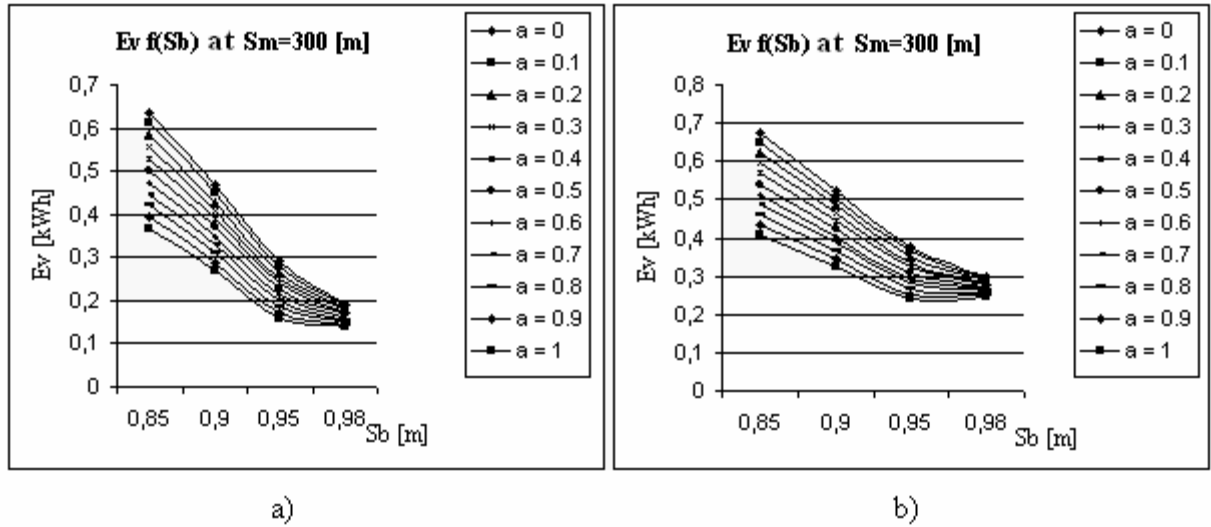 Ev f(Sb) at Sm=300 [m]
Ev [kWh]
0,7
0,6
0,5
0,4
0,3
0,2
0,1
0
0,85 0,9 0,95 0,98
Sb [m]
a = 0
a = 0.1
a = 0.2
a = 0.3
a = 0.4
a = 0.5
a = 0.6
a = 0.7
a = 0.8
a = 0.9
a = 1
a)
Ev f(Sb) at Sm=300 [m]
Ev [kWh]
0,8
0,7
0,6
0,5
0,4
0,3
0,2
0,1
0
0,85 0,9 0,95 0,98
Sb [m]
a = 0
a = 0.1
a = 0.2
a = 0.3
a = 0.4
a = 0.5
a = 0.6
a = 0.7
a = 0.8
a = 0.9
a = 1
b)